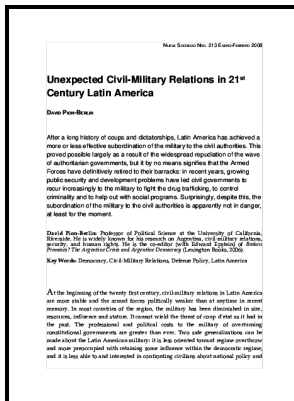 NUEVA SOCIEDAD NRO. 213 ENERO-FEBRERO 2008
Unexpected Civil-Military Relations in 21st
Century Latin America
DAVID PION-BERLIN
After a long history of coups and dictatorships, Latin America has achieved a
more or less effective subordination of the military to the civil authorities. This
proved possible largely as a result of the widespread repudiation of the wave
of authoritarian governments, but it by no means signifies that the Armed
Forces have definitively retired to their barracks: in recent years, growing
public security and development problems have led civil governments to
recur increasingly to the military to fight the drug trafficking, to control
criminality and to help out with social programs. Surprisingly, despite this, the
subordination of the military to the civil authorities is apparently not in danger,
at least for the moment.
David Pion-Berlin: Professor of Political Science at the University of California,
Riverside. He is widely known for his research on Argentina, civil-military relations,
security, and human rights. He is the co-editor (with Edward Epstein) of Broken
Promises? The Argentine Crisis and Argentine Democracy (Lexington Books, 2006).
Key Words: Democracy, Civil-Military Relations, Defense Policy, Latin America
At the beginning of the twenty first century, civil-military relations in Latin America
are more stable and the armed forces politically weaker than at anytime in recent
memory. In most countries of the region, the military has been diminished in size,
resources, influence and stature. It cannot wield the threat of coup d'etat as it had in
the past. The professional and political costs to the military of overturning
constitutional governments are greater than ever. Two safe generalizations can be
made about the Latin American military: it is less oriented toward regime overthrow
and more preoccupied with retaining some influence within the democratic regime;
and it is less able to and interested in confronting civilians about national policy and